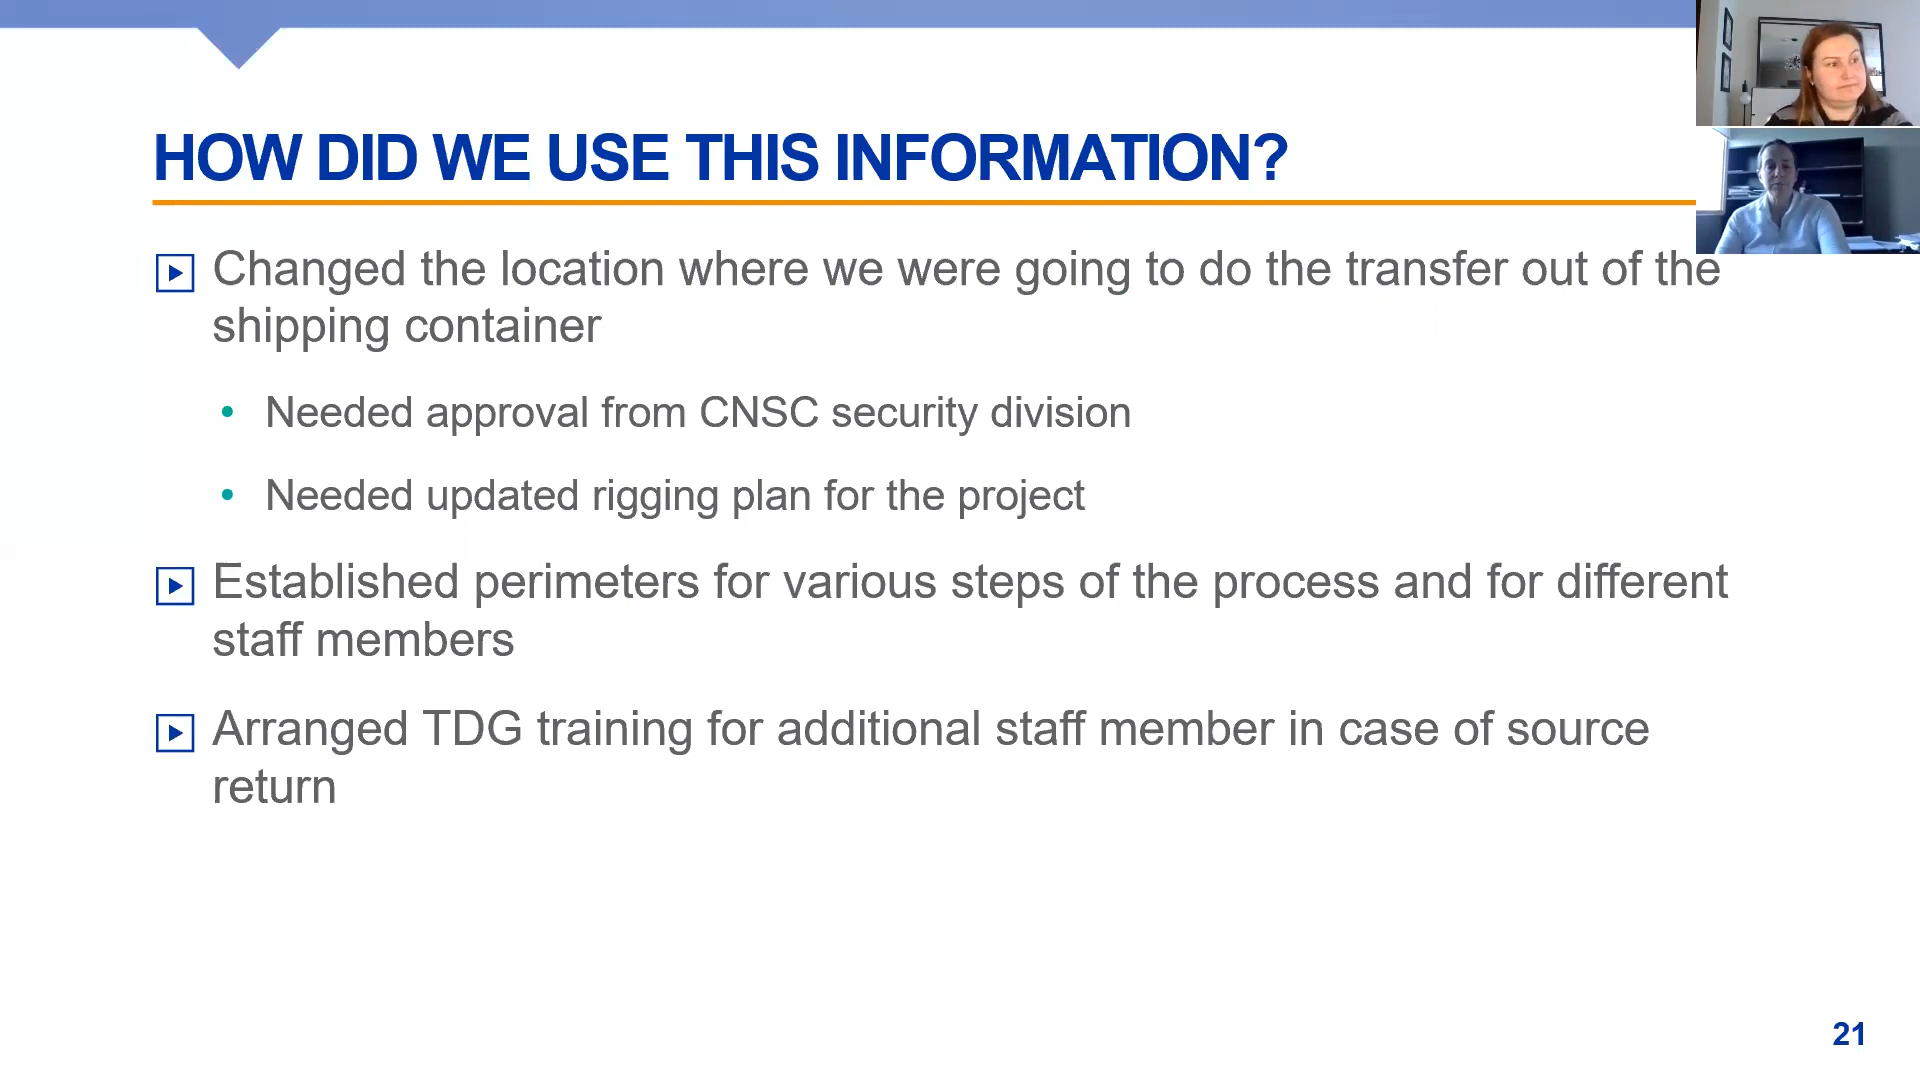 HOW DID WE USE THIS INFORMATION?
Changed the location where we were going to do the transfer out of the
shipping container
• Needed approval from CNSC security division
• Needed updated rigging plan for the project
Established perimeters for various steps of the process and for different
staff members
Arranged TDG training for additional staff member in case of source
return
21